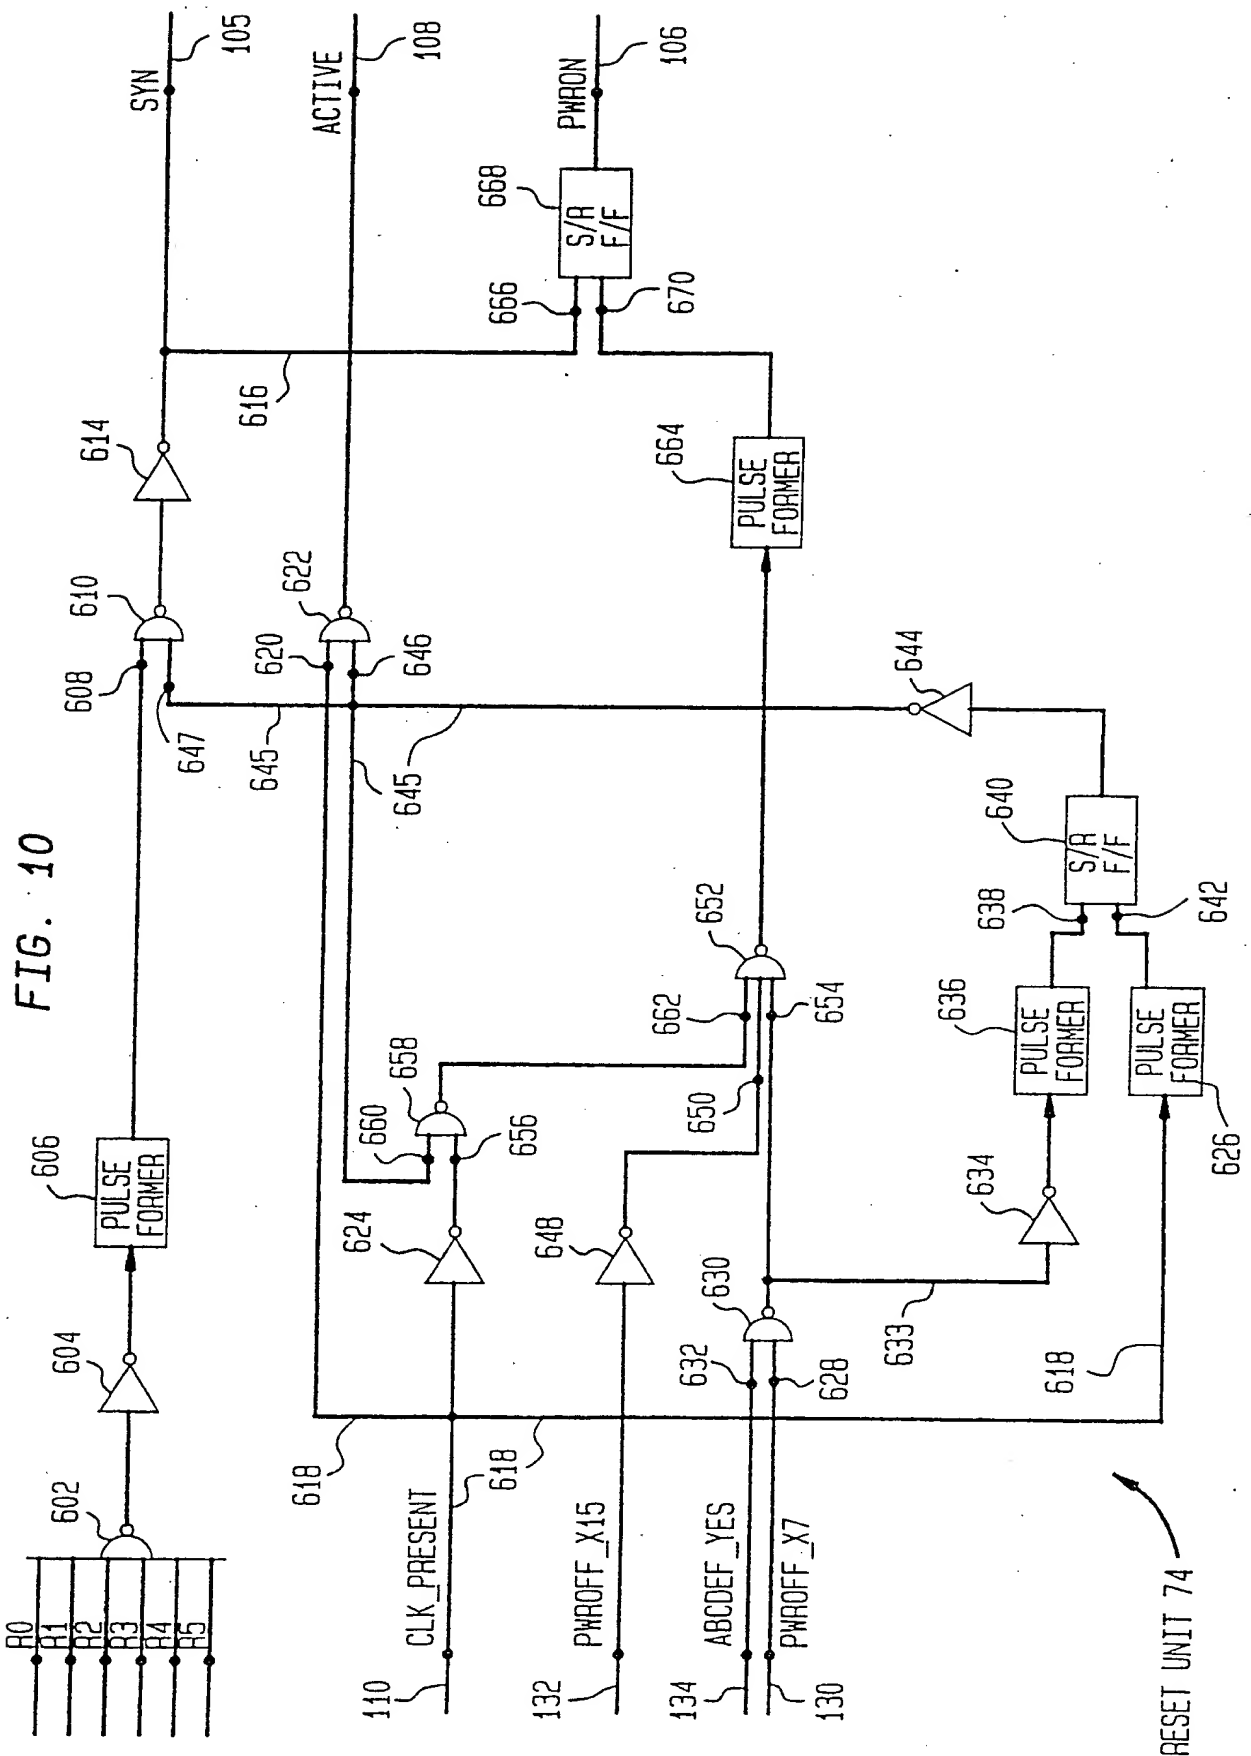 FIG. 10
R0
R1
R2
R3
R4
R5
602
604
606
PULSE
FORMER
608
610
614
SYN
105
647
645
616
620
622
646
ACTIVE
108
645
618
110
CLK_PRESENT
618
624
660
656
658
662
132
PWROFF_X15
618
648
650
652
654
664
PULSE
FORMER
666
670
668
S/R
F/F
PWRON
106
134
ABCDEF_YES
130
PWROFF_X7
632
628
630
633
634
636
PULSE
FORMER
638
640
S/R
F/F
642
644
618
PULSE
FORMER
626
RESET UNIT 74